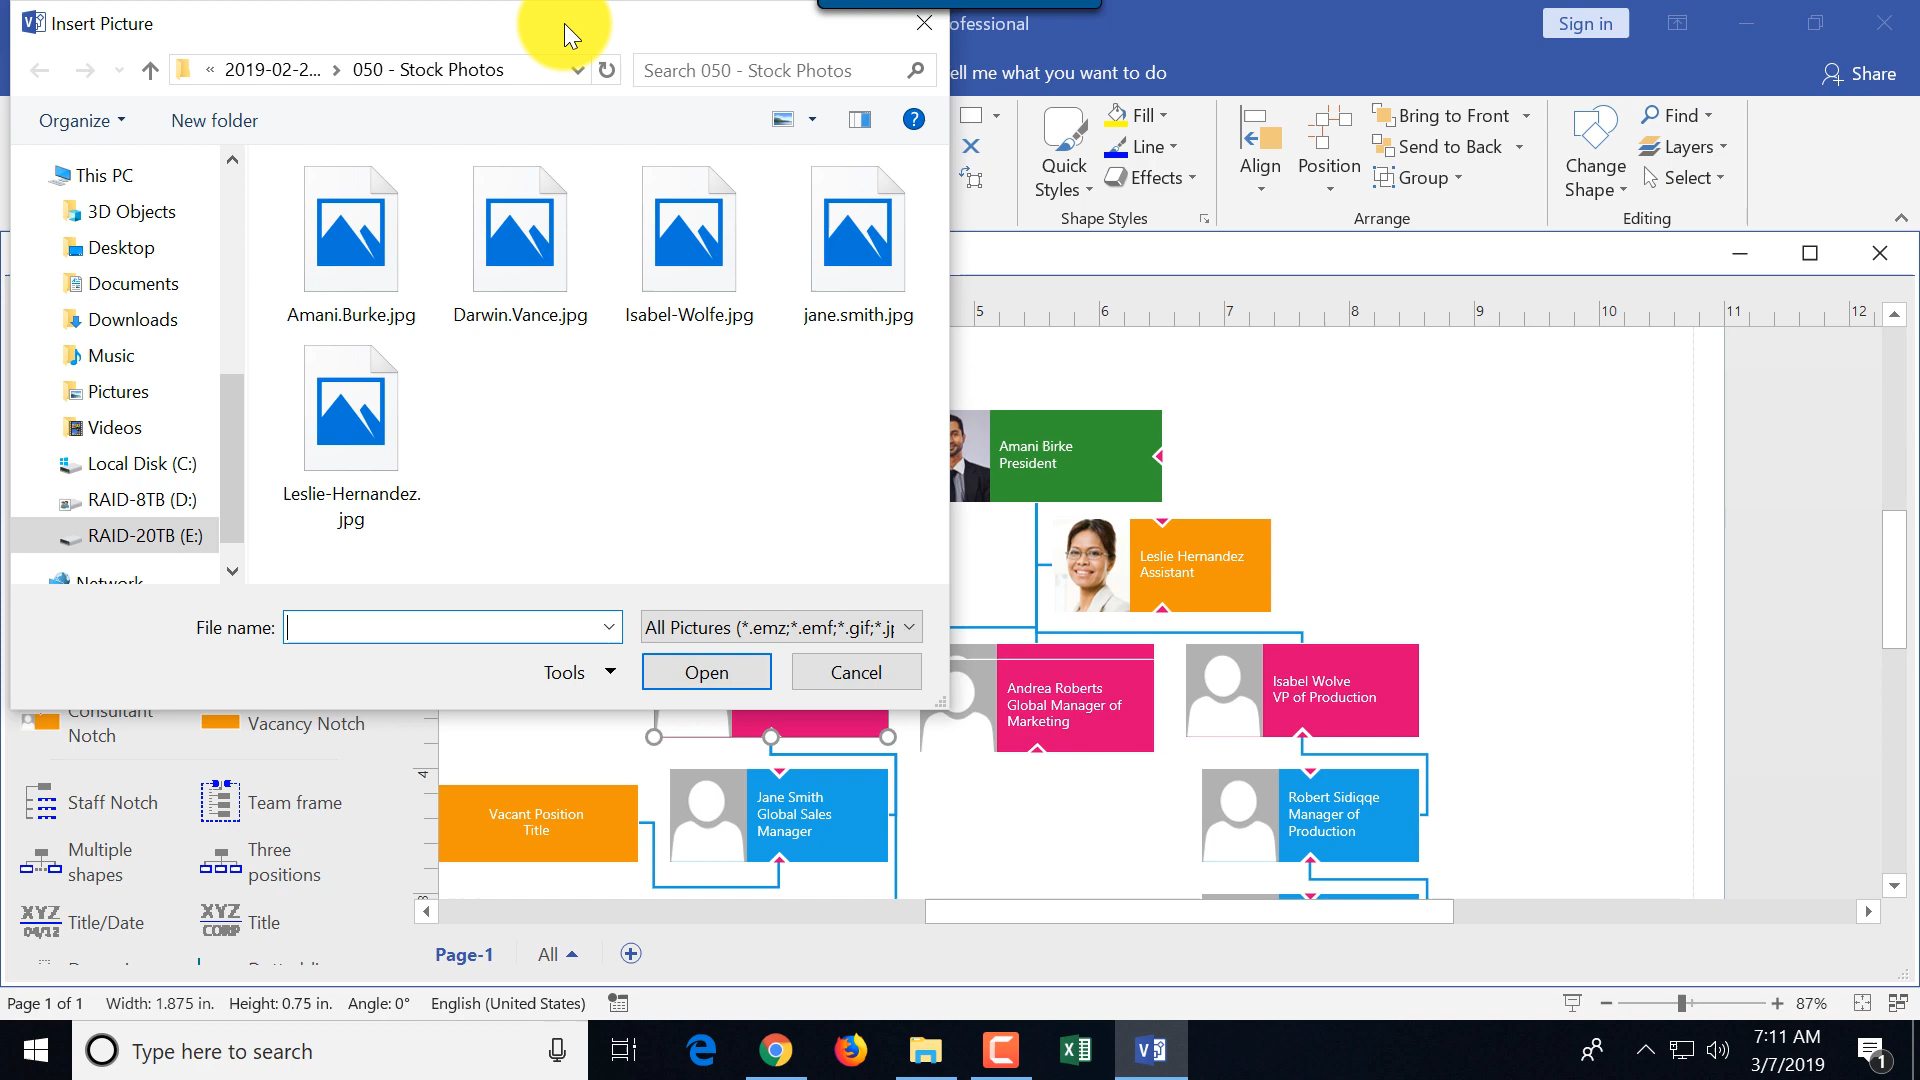 Insert Picture
ofessional
Sign in
« 2019-02-2... > 050 - Stock Photos
Search 050 - Stock Photos
ell me what you want to do
Share
Organize
New folder
Fill
Line
Effects
Quick
Styles
Shape Styles
Align
Position
Bring to Front
Send to Back
Group
Arrange
Change
Shape
Find
Layers
Select
Editing
This PC
3D Objects
Desktop
Documents
Downloads
Music
Pictures
Videos
Local Disk (C:)
RAID-8TB (D:)
RAID-20TB (E:)
Network
Amani.Burke.jpg
Darwin.Vance.jpg
Isabel-Wolfe.jpg
jane.smith.jpg
Leslie-Hernandez.
jpg
File name:
All Pictures (*.emz;*.emf;*.gif;*.j
Tools
Open
Cancel
5 6 7 8 9 10 11 12
Amani Birke
President
Leslie Hernandez
Assistant
Andrea Roberts
Global Manager of
Marketing
Isabel Wolve
VP of Production
Vacant Position
Title
Jane Smith
Global Sales
Manager
Robert Sidiqqe
Manager of
Production
4
Consultant
Notch
Vacancy Notch
Staff Notch
Team frame
Multiple
shapes
Three
positions
XYZ
04/12
Title/Date
XYZ
CORP
Title
Page-1
All
Page 1 of 1
Width: 1.875 in.
Height: 0.75 in.
Angle: 0°
English (United States)
87%
Type here to search
7:11 AM
3/7/2019
1